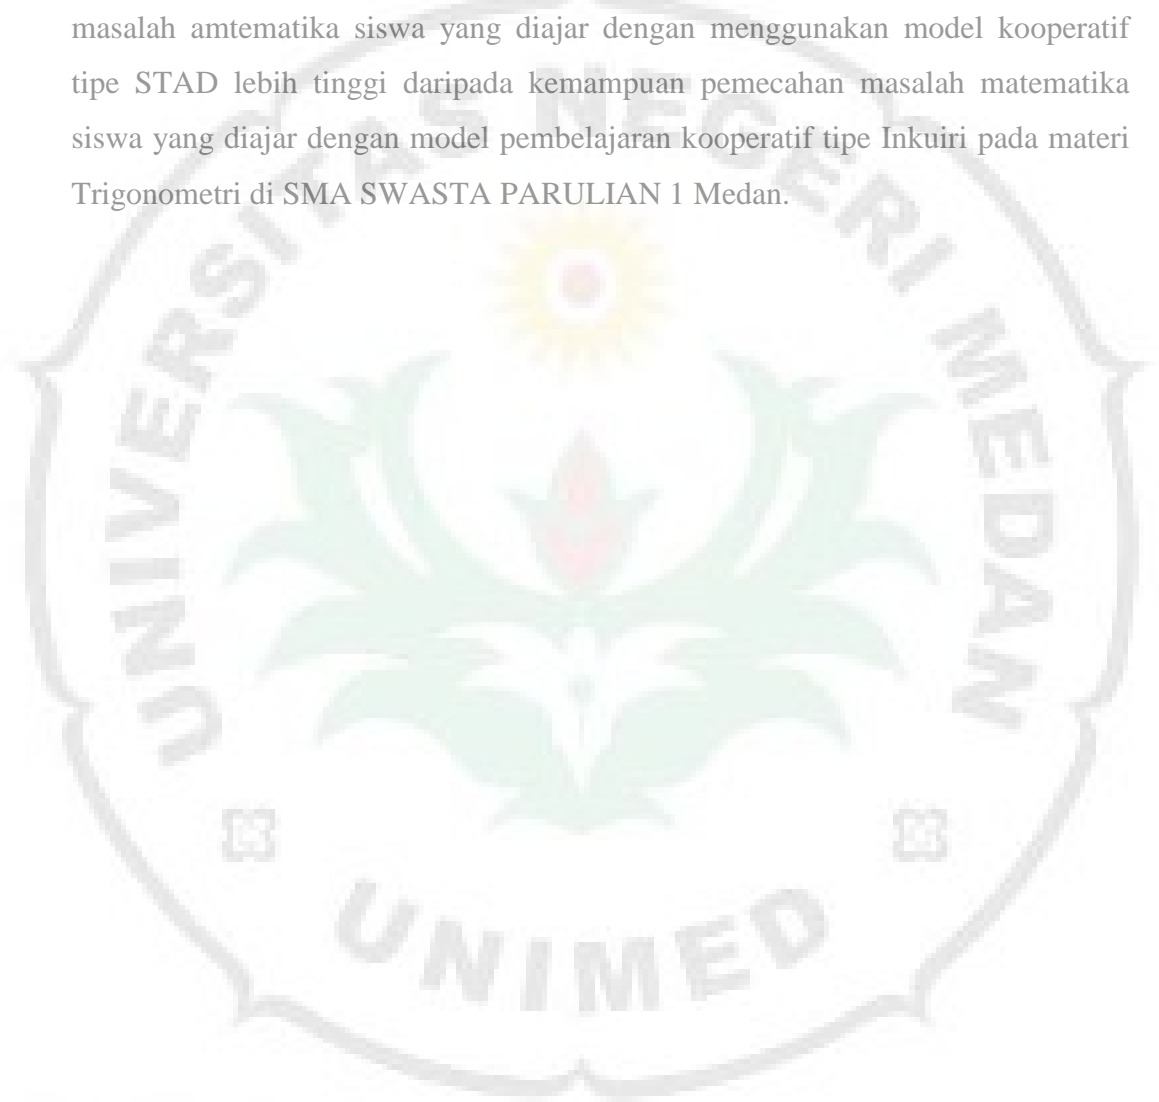 masalah amtematika siswa yang diajar dengan menggunakan model kooperatif
tipe STAD lebih tinggi daripada kemampuan pemecahan masalah matematika
siswa yang diajar dengan model pembelajaran kooperatif tipe Inkuiri pada materi
Trigonometri di SMA SWASTA PARULIAN 1 Medan.
UNIVERSITAS NEGERI MEDAN
UNIMED